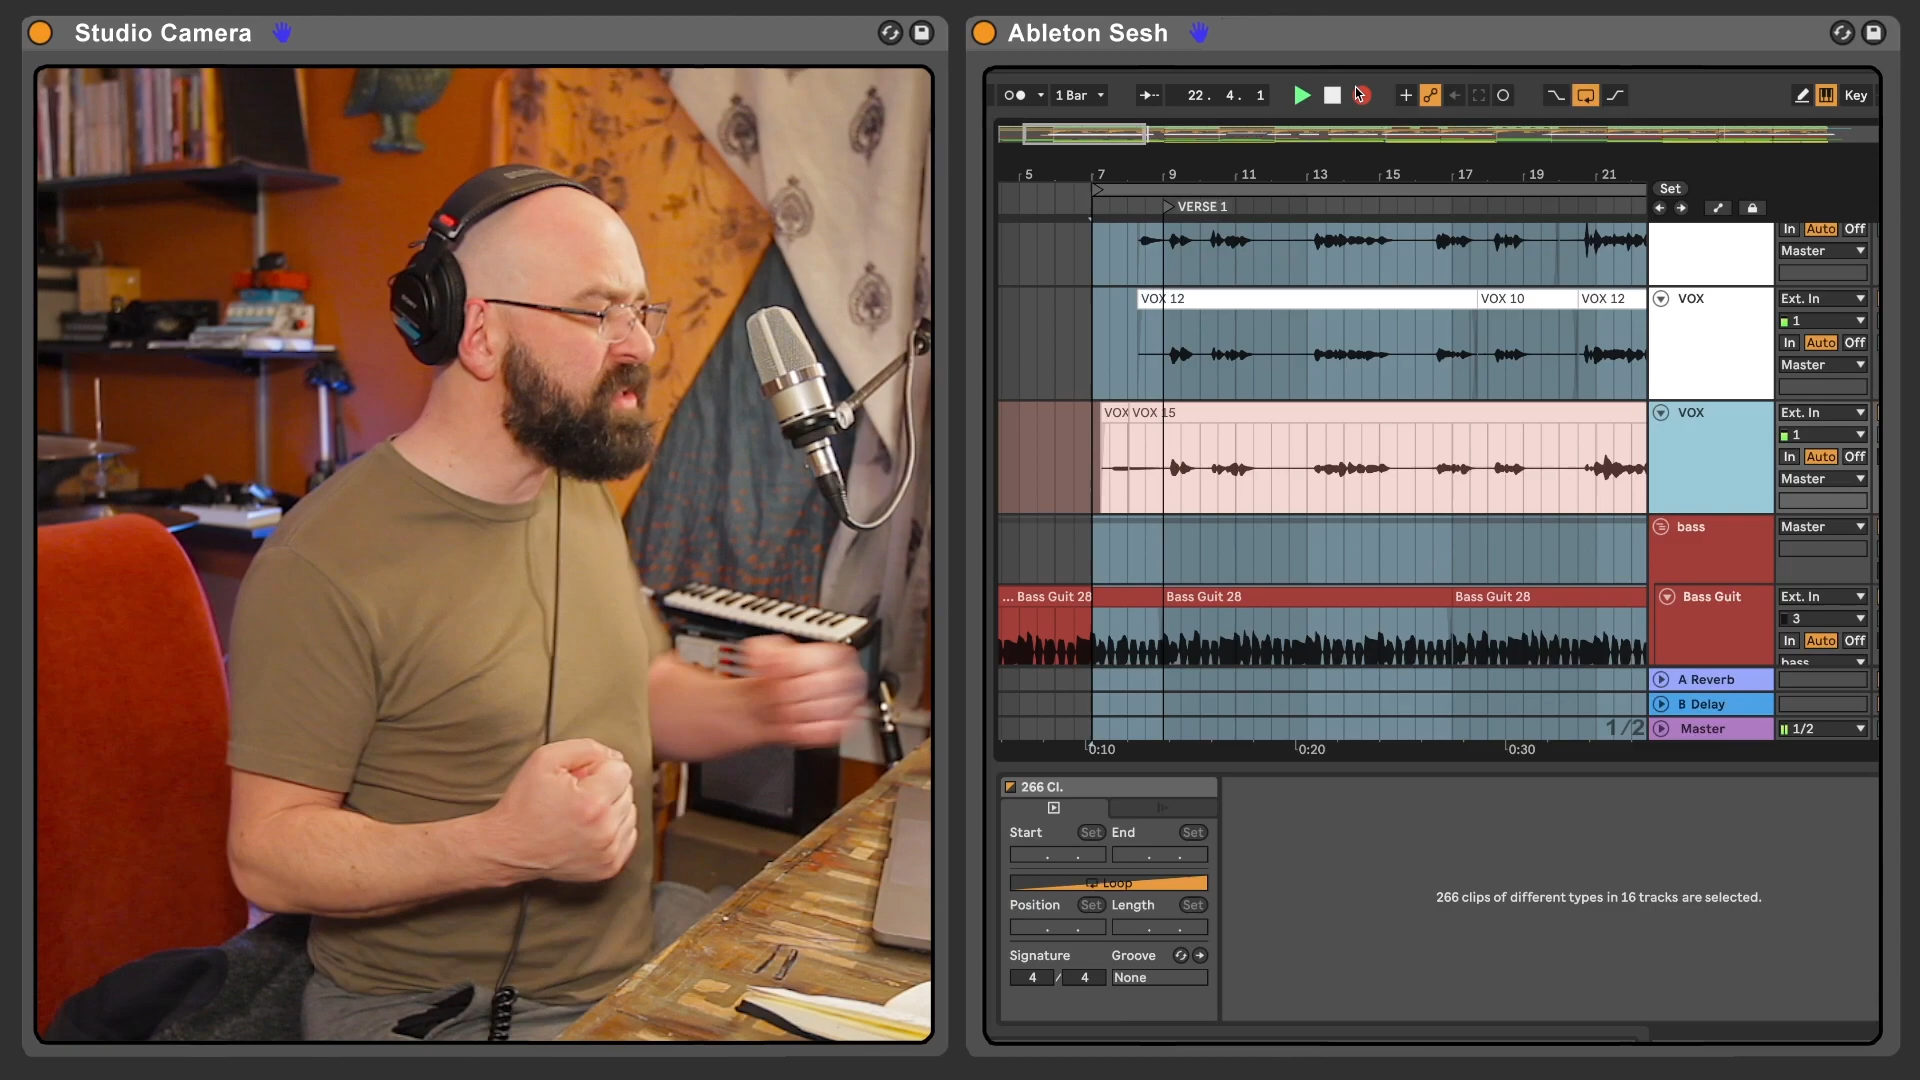 Studio Camera
Ableton Sesh
1 Bar
22. 4. 1
Key
5 7 9 11 13 15 17 19 21
Set
VERSE 1
In Auto Off
Master
VOX 12 VOX 10 VOX 12
VOX
Ext. In
1
In Auto Off
Master
VOX VOX 15
VOX
Ext. In
1
In Auto Off
Master
bass
Master
... Bass Guit 28 Bass Guit 28 Bass Guit 28
Bass Guit
Ext. In
3
In Auto Off
bass
A Reverb
B Delay
1/2
Master
1/2
0:10 0:20 0:30
266 Cl.
Start Set End Set
Loop
Position Set Length Set
Signature Groove
4 / 4 None
266 clips of different types in 16 tracks are selected.